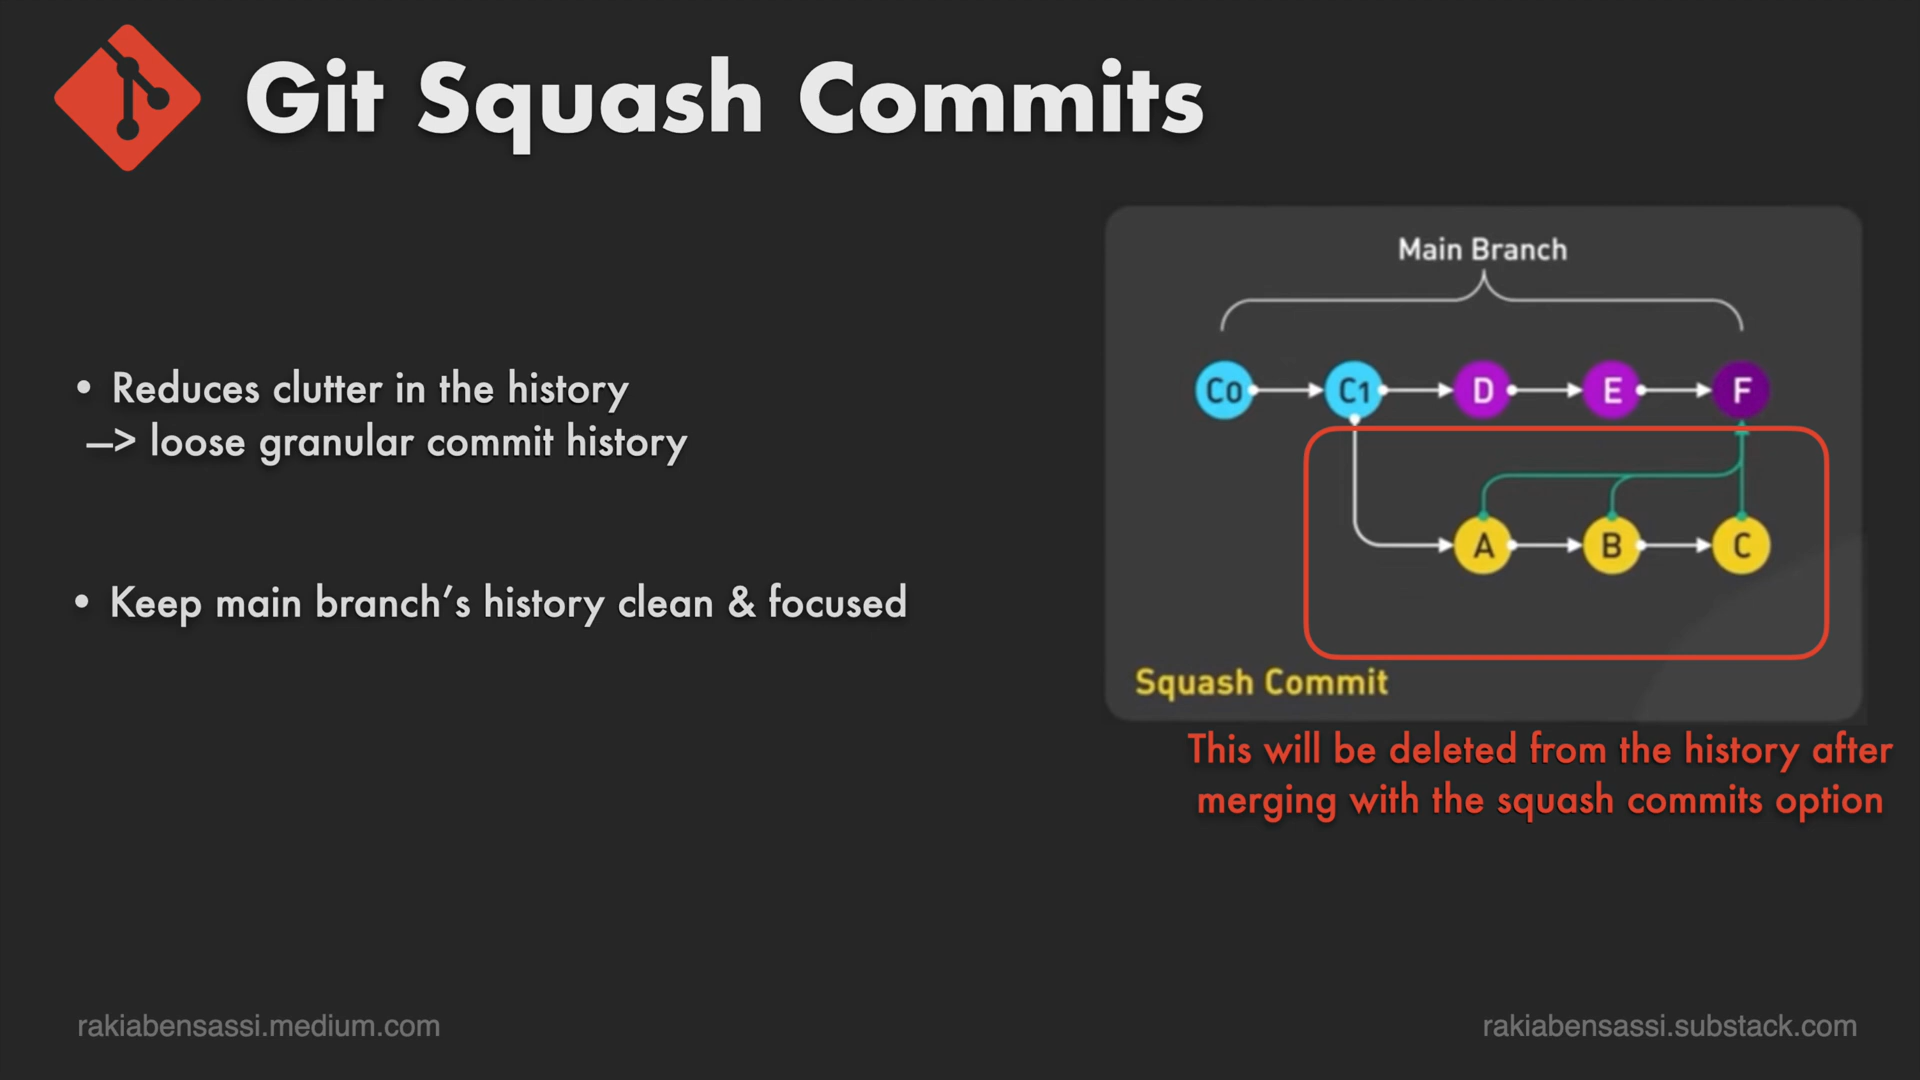 Git Squash Commits
• Reduces clutter in the history
—> loose granular commit history
• Keep main branch’s history clean & focused
Main Branch
C0 C1 D E F
A B C
Squash Commit
This will be deleted from the history after
merging with the squash commits option
rakiabensassi.medium.com
rakiabensassi.substack.com